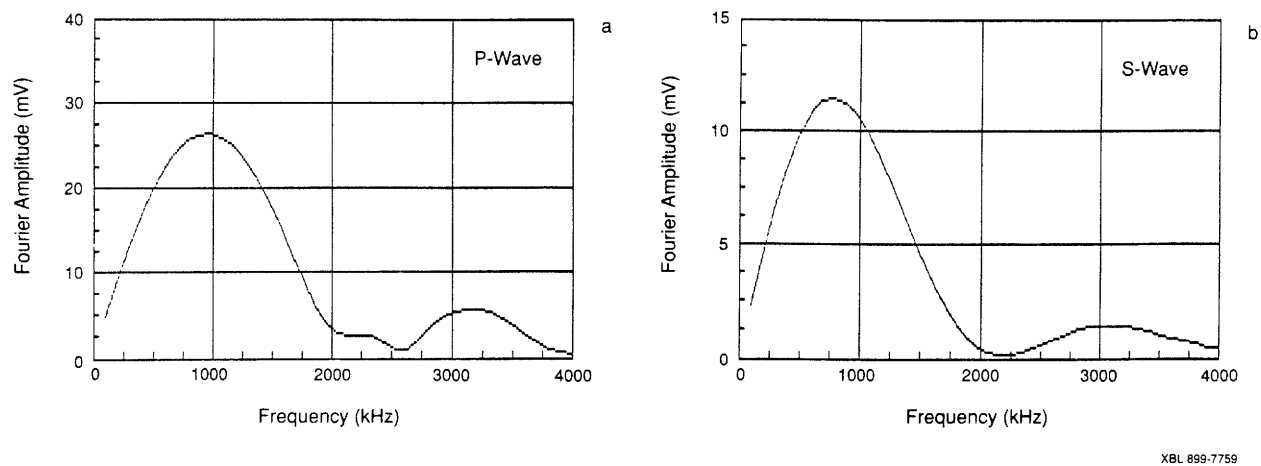 a
P-Wave
Fourier Amplitude (mV)
40
30
20
10
0
0 1000 2000 3000 4000
Frequency (kHz)
b
S-Wave
Fourier Amplitude (mV)
15
10
5
0
0 1000 2000 3000 4000
Frequency (kHz)
XBL 899-7759